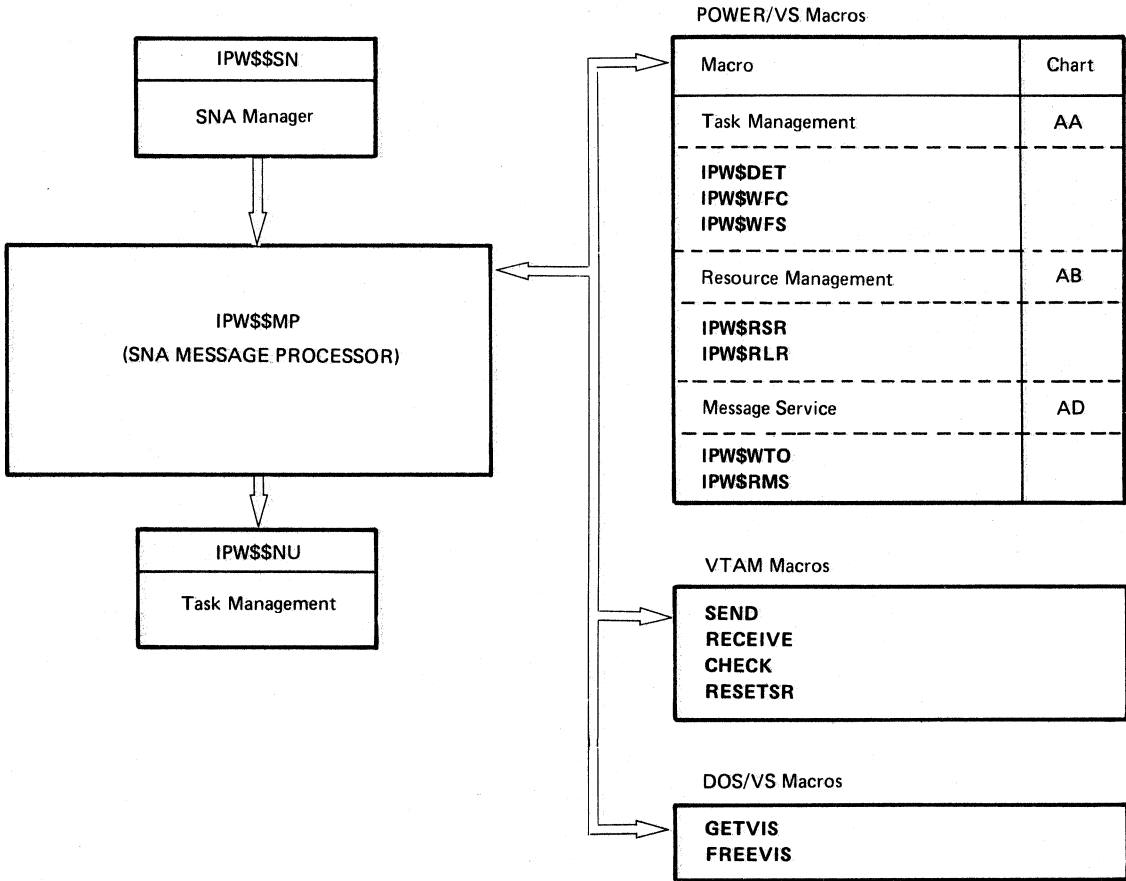 IPW$$SN
SNA Manager
IPW$$MP
(SNA MESSAGE PROCESSOR)
IPW$$NU
Task Management
POWER/VS Macros
Macro Chart
Task Management AA
IPW$DET
IPW$WFC
IPW$WFS
Resource Management AB
IPW$RSR
IPW$RLR
Message Service AD
IPW$WTO
IPW$RMS
VTAM Macros
SEND
RECEIVE
CHECK
RESETSR
DOS/VS Macros
GETVIS
FREEVIS